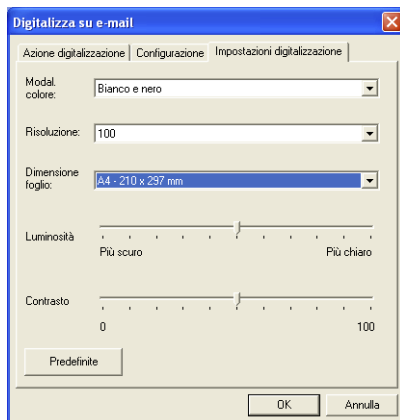 Digitalizza su e-mail
Azione digitalizzazione Configurazione Impostazioni digitalizzazione
Modal.
colore:
Bianco e nero
Risoluzione:
100
Dimensione
foglio:
A4 - 210 x 297 mm
Luminosità
Più scuro Più chiaro
Contrasto
0 100
Predefinite
OK Annulla